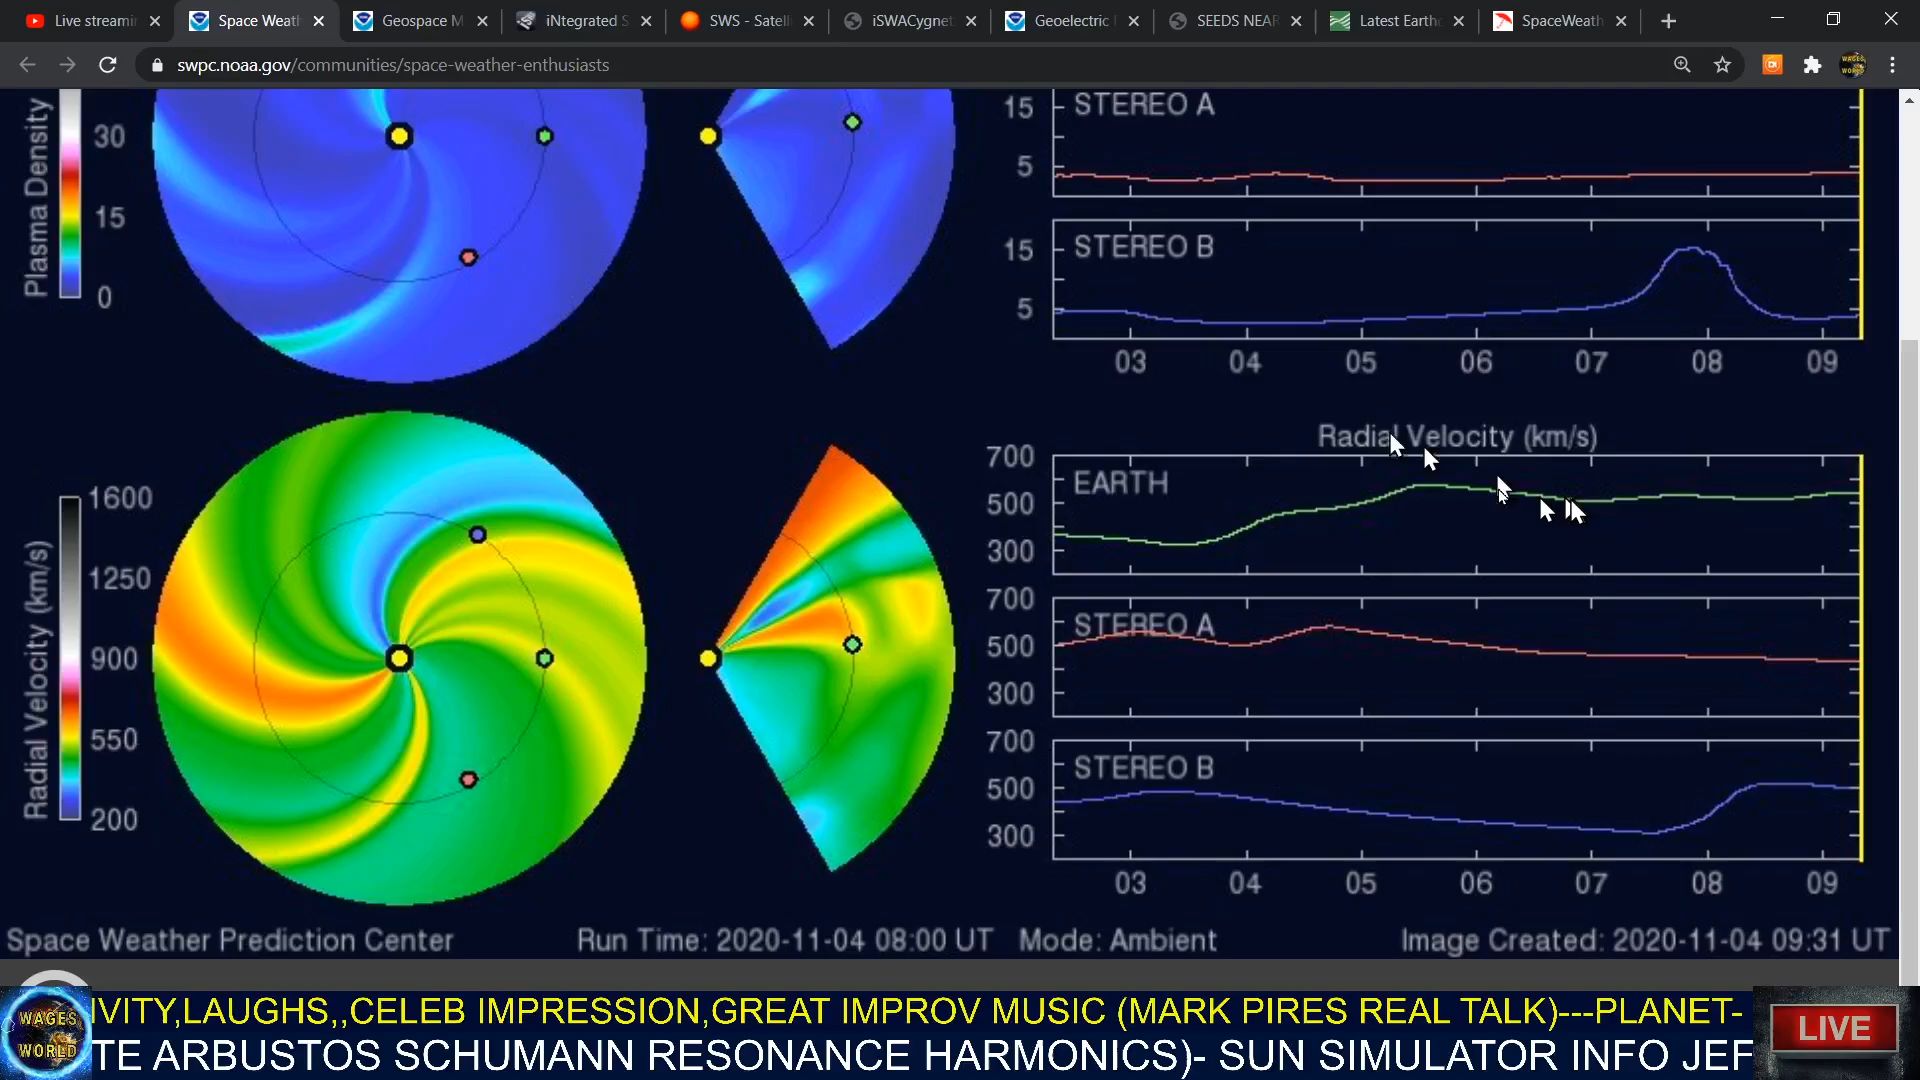 Live streamin
Space Weath
Geospace M
iNtegrated S
SWS - Satelli
iSWACygnet
Geoelectric
SEEDS NEAR
Latest Earthq
SpaceWeath
swpc.noaa.gov/communities/space-weather-enthusiasts
Plasma Density
30
15
0
15
5
STEREO A
15
5
STEREO B
03 04 05 06 07 08 09
Radial Velocity (km/s)
1600
1250
900
550
200
Radial Velocity (km/s)
700
500
300
EARTH
700
500
300
STEREO A
700
500
300
STEREO B
03 04 05 06 07 08 09
Space Weather Prediction Center
Run Time: 2020-11-04 08:00 UT
Mode: Ambient
Image Created: 2020-11-04 09:31 UT
WAGES
WORLD
IVITY,LAUGHS,,CELEB IMPRESSION,GREAT IMPROV MUSIC (MARK PIRES REAL TALK)---PLANET-
TE ARBUSTOS SCHUMANN RESONANCE HARMONICS)- SUN SIMULATOR INFO JEF
LIVE